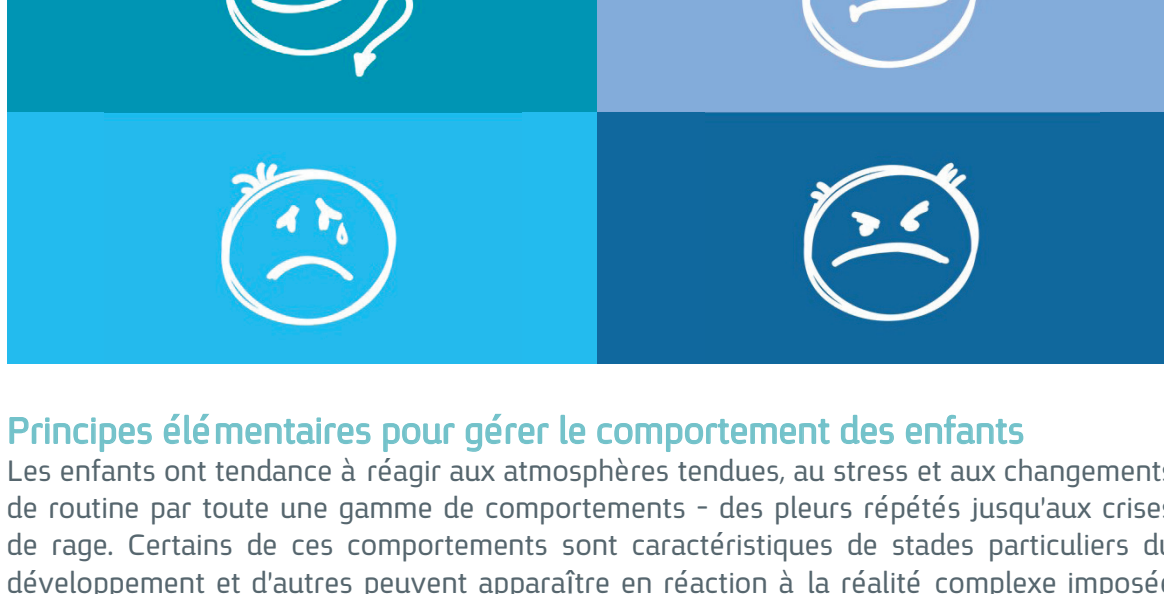 Principes élémentaires pour gérer le comportement des enfants
Les enfants ont tendance à réagir aux atmosphères tendues, au stress et aux changements
de routine par toute une gamme de comportements - des pleurs répétés jusqu'aux crises
de rage. Certains de ces comportements sont caractéristiques de stades particuliers du
développement et d'autres peuvent apparaître en réaction à la réalité complexe imposée